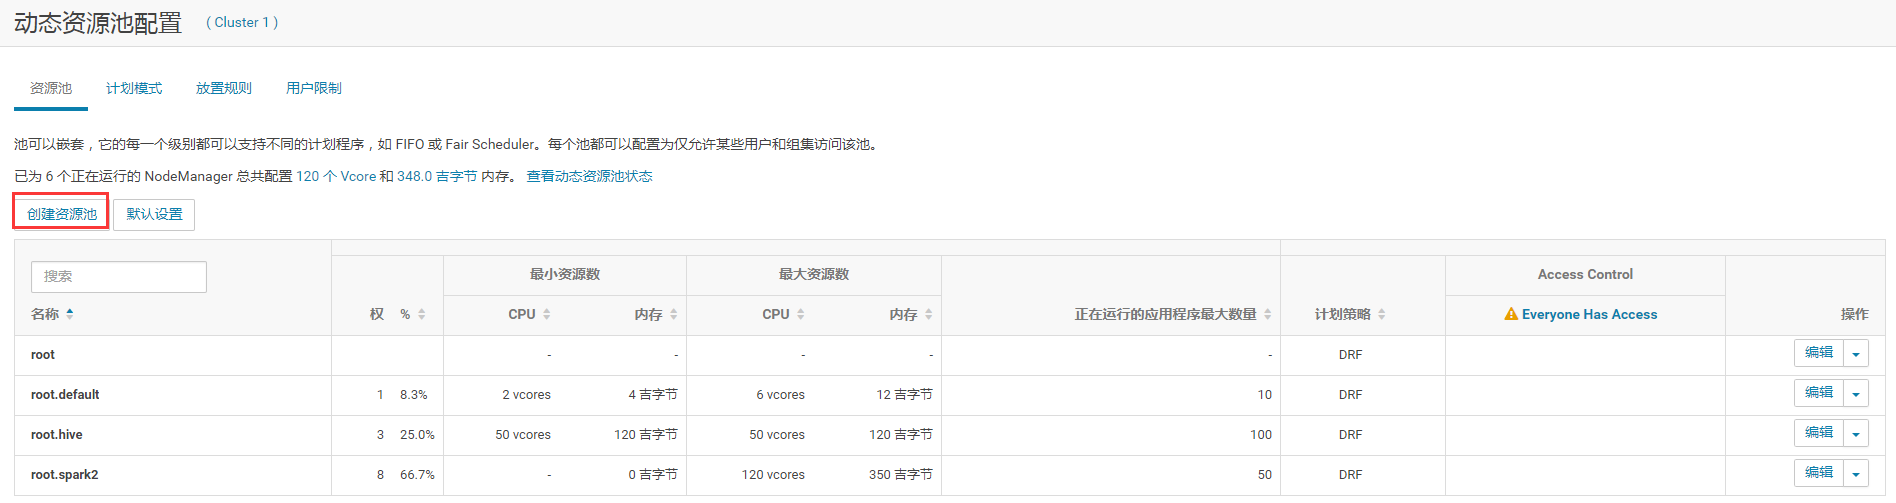 动态资源池配置 ( Cluster 1 )
资源池 计划模式 放置规则 用户限制
池可以嵌套，它的每一个级别都可以支持不同的计划程序，如 FIFO 或 Fair Scheduler。每个池都可以配置为仅允许某些用户和组集访问该池。
已为 6 个正在运行的 NodeManager 总共配置 120 个 Vcore 和 348.0 吉字节 内存。 查看动态资源池状态
创建资源池 默认设置
搜索 最小资源数 最大资源数 Access Control
名称 权 % CPU 内存 CPU 内存 正在运行的应用程序最大数量 计划策略 Everyone Has Access 操作
root - - - - - DRF 编辑
root.default 1 8.3% 2 vcores 4 吉字节 6 vcores 12 吉字节 10 DRF 编辑
root.hive 3 25.0% 50 vcores 120 吉字节 50 vcores 120 吉字节 100 DRF 编辑
root.spark2 8 66.7% - 0 吉字节 120 vcores 350 吉字节 50 DRF 编辑